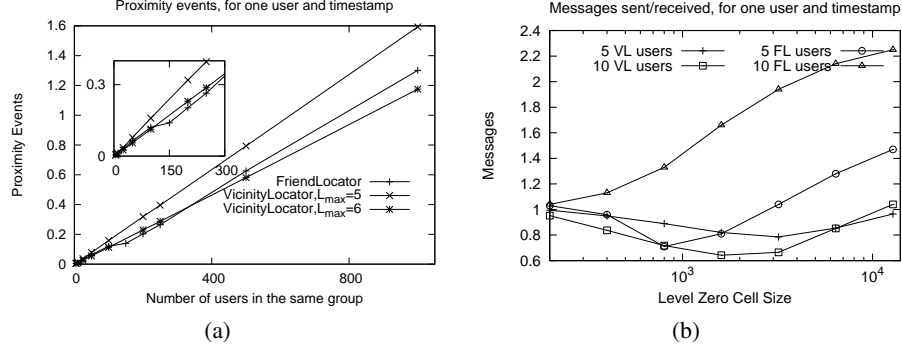 Proximity events, for one user and timestamp
1.6
1.4
1.2
1
0.8
0.6
0.4
0.2
0
0.3
0
0 150 300
FriendLocator
VicinityLocator,Lmax=5
VicinityLocator,Lmax=6
0 400 800
Proximity Events
Number of users in the same group
(a)
Messages sent/received, for one user and timestamp
2.4
2.2
2
1.8
1.6
1.4
1.2
1
0.8
0.6
5 VL users
10 VL users
5 FL users
10 FL users
10^3 10^4
Messages
Level Zero Cell Size
(b)